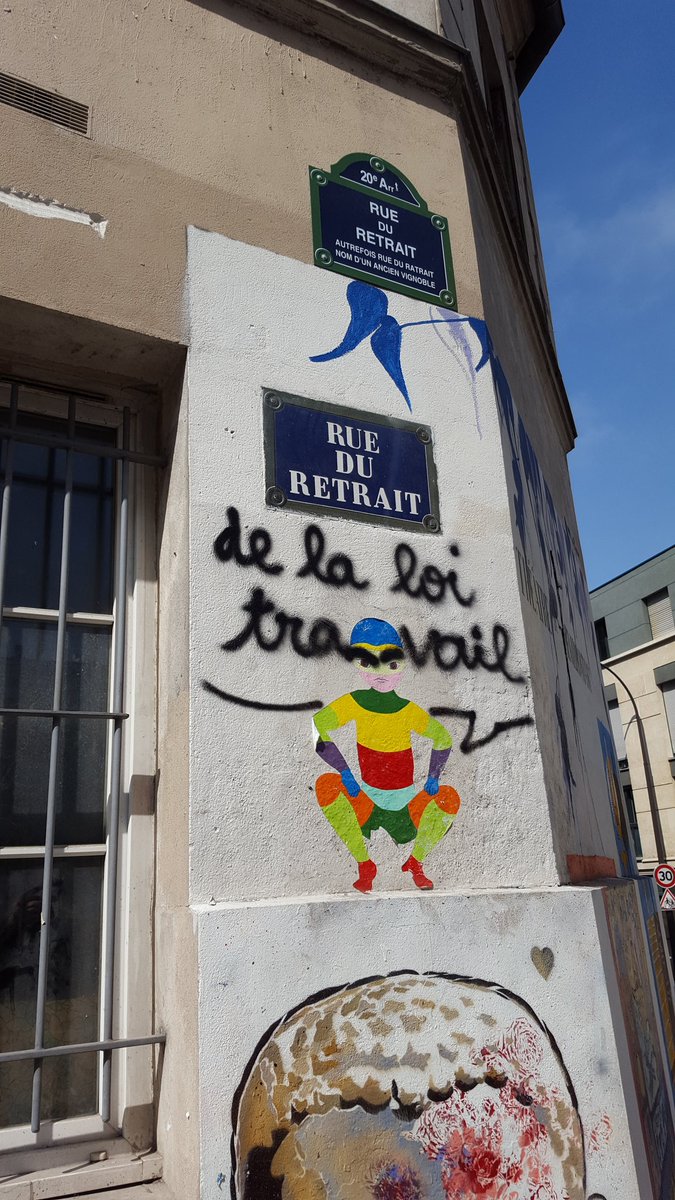 20e Arrt
RUE
DU
RETRAIT
AUTREFOIS RUE DU RATRAIT
NOM D'UN ANCIEN VIGNOBLE
RUE
DU
RETRAIT
de la loi
travail
30